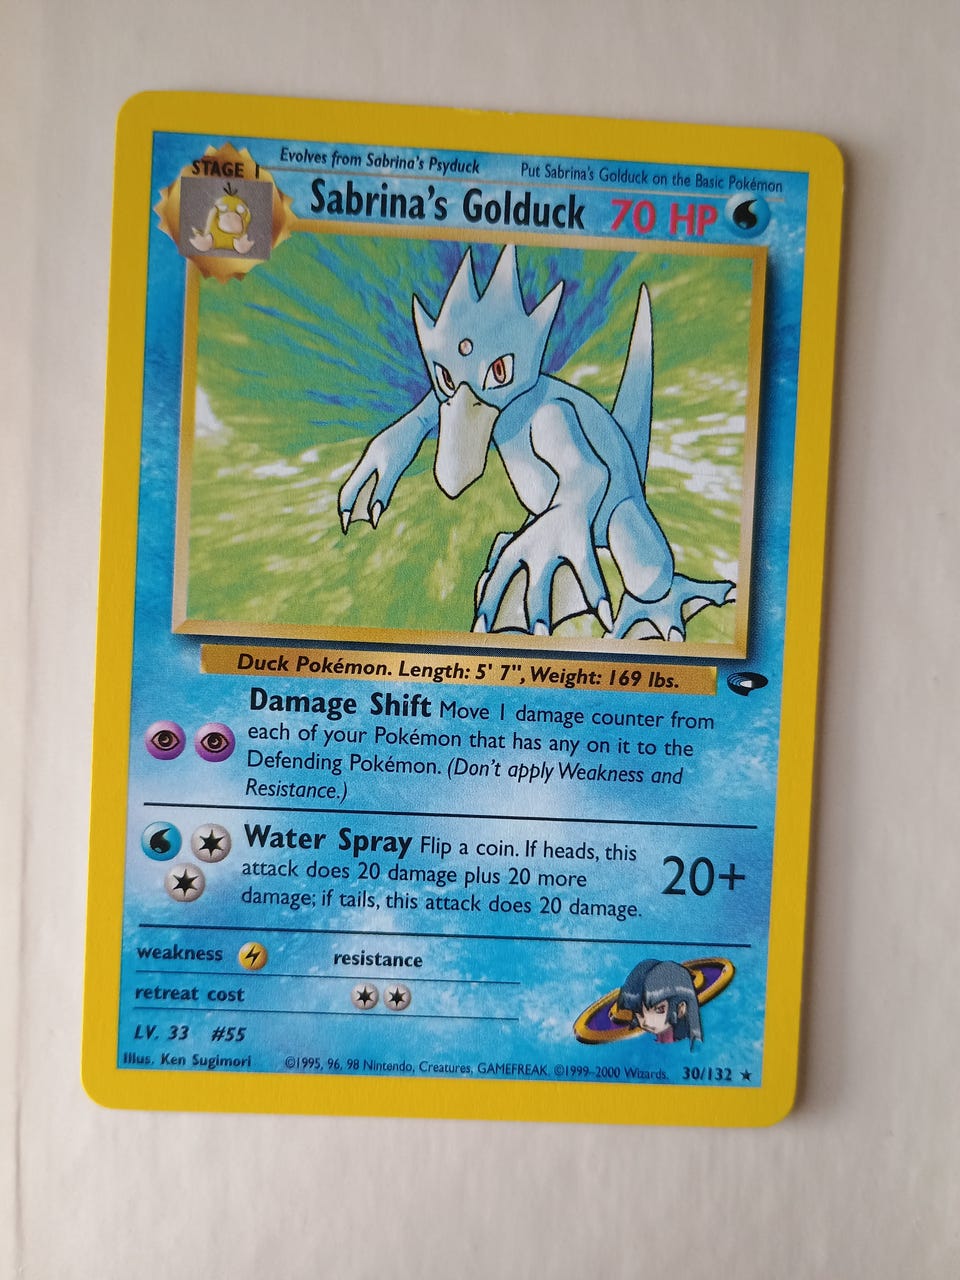 STAGE 1
Evolves from Sabrina's Psyduck
Put Sabrina's Golduck on the Basic Pokémon
Sabrina's Golduck 70 HP
Duck Pokémon. Length: 5' 7", Weight: 169 lbs.
Damage Shift Move 1 damage counter from
each of your Pokémon that has any on it to the
Defending Pokémon. (Don't apply Weakness and
Resistance.)
Water Spray Flip a coin. If heads, this
attack does 20 damage plus 20 more
damage; if tails, this attack does 20 damage.
20+
weakness
resistance
retreat cost
LV. 33 #55
Illus. Ken Sugimori
©1995, 96, 98 Nintendo, Creatures, GAMEFREAK. ©1999–2000 Wizards.
30/132 ★